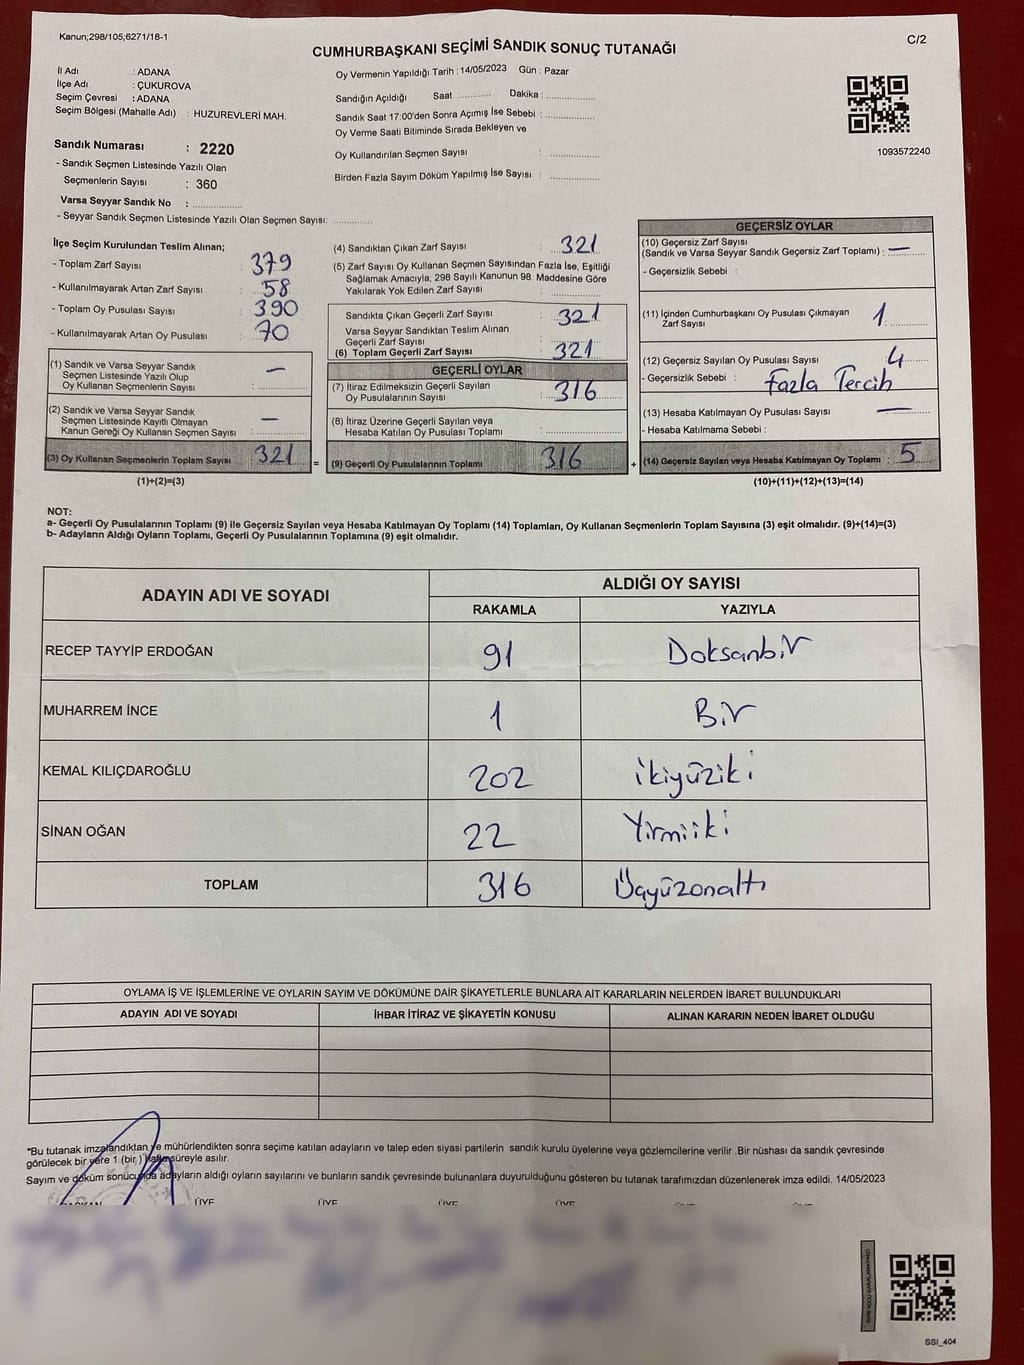 Kanun;298/105;6271/18-1
C/2
CUMHURBAŞKANI SEÇİMİ SANDIK SONUÇ TUTANAĞI
İl Adı : ADANA
İlçe Adı : ÇUKUROVA
Seçim Çevresi : ADANA
Seçim Bölgesi (Mahalle Adı) : HUZUREVLERİ MAH.
Sandık Numarası : 2220
- Sandık Seçmen Listesinde Yazılı Olan
Seçmenlerin Sayısı : 360
Varsa Seyyar Sandık No : ............
- Seyyar Sandık Seçmen Listesinde Yazılı Olan Seçmen Sayısı: ............
Oy Vermenin Yapıldığı Tarih : 14/05/2023 Gün : Pazar
Sandığın Açıldığı Saat :.......... Dakika : ..............
Sandık Saat 17:00'den Sonra Açımış İse Sebebi : ..............
Oy Verme Saati Bitiminde Sırada Bekleyen ve
Oy Kullandırılan Seçmen Sayısı : ..............
Birden Fazla Sayım Döküm Yapılmış İse Sayısı : ..............
1093572240
İlçe Seçim Kurulundan Teslim Alınan;
- Toplam Zarf Sayısı : 379
- Kullanılmayarak Artan Zarf Sayısı : 58
- Toplam Oy Pusulası Sayısı : 390
- Kullanılmayarak Artan Oy Pusulası : 70
(1) Sandık ve Varsa Seyyar Sandık
Seçmen Listesinde Yazılı Olup
Oy Kullanan Seçmenlerin Sayısı : —
(2) Sandık ve Varsa Seyyar Sandık
Seçmen Listesinde Kayıtlı Olmayan
Kanun Gereği Oy Kullanan Seçmen Sayısı : —
(3) Oy Kullanan Seçmenlerin Toplam Sayısı : 321
(1)+(2)=(3)
(4) Sandıktan Çıkan Zarf Sayısı : 321
(5) Zarf Sayısı Oy Kullanan Seçmen Sayısından Fazla İse, Eşitliği
Sağlamak Amacıyla; 298 Sayılı Kanunun 98. Maddesine Göre
Yakılarak Yok Edilen Zarf Sayısı : ..............
Sandıkta Çıkan Geçerli Zarf Sayısı : 321
Varsa Seyyar Sandıktan Teslim Alınan
Geçerli Zarf Sayısı : ..............
(6) Toplam Geçerli Zarf Sayısı : 321
GEÇERLİ OYLAR
(7) İtiraz Edilmeksizin Geçerli Sayılan
Oy Pusulalarının Sayısı : 316
(8) İtiraz Üzerine Geçerli Sayılan veya
Hesaba Katılan Oy Pusulası Toplamı : ..............
= (9) Geçerli Oy Pusulalarının Toplamı : 316
GEÇERSİZ OYLAR
(10) Geçersiz Zarf Sayısı
(Sandık ve Varsa Seyyar Sandık Geçersiz Zarf Toplamı) : —
- Geçersizlik Sebebi :
(11) İçinden Cumhurbaşkanı Oy Pusulası Çıkmayan
Zarf Sayısı : 1
(12) Geçersiz Sayılan Oy Pusulası Sayısı : 4
- Geçersizlik Sebebi : Fazla Tercih
(13) Hesaba Katılmayan Oy Pusulası Sayısı : —
- Hesaba Katılmama Sebebi :
+ (14) Geçersiz Sayılan veya Hesaba Katılmayan Oy Toplamı : 5
(10)+(11)+(12)+(13)=(14)
NOT:
a- Geçerli Oy Pusulalarının Toplamı (9) ile Geçersiz Sayılan veya Hesaba Katılmayan Oy Toplamı (14) Toplamları, Oy Kullanan Seçmenlerin Toplam Sayısına (3) eşit olmalıdır. (9)+(14)=(3)
b- Adayların Aldığı Oyların Toplamı, Geçerli Oy Pusulalarının Toplamına (9) eşit olmalıdır.
ADAYIN ADI VE SOYADI
ALDIĞI OY SAYISI
RAKAMLA YAZIYLA
RECEP TAYYİP ERDOĞAN 91 Doksanbir
MUHARREM İNCE 1 Bir
KEMAL KILIÇDAROĞLU 202 ikiyüziki
SİNAN OĞAN 22 Yirmiiki
TOPLAM 316 Üçyüzonaltı
OYLAMA İŞ VE İŞLEMLERİNE VE OYLARIN SAYIM VE DÖKÜMÜNE DAİR ŞİKAYETLERLE BUNLARA AİT KARARLARIN NELERDEN İBARET BULUNDUKLARI
ADAYIN ADI VE SOYADI İHBAR İTİRAZ VE ŞİKAYETİN KONUSU ALINAN KARARIN NEDEN İBARET OLDUĞU
*Bu tutanak imzalandıktan ve mühürlendikten sonra seçime katılan adayların ve talep eden siyasi partilerin sandık kurulu üyelerine veya gözlemcilerine verilir .Bir nüshası da sandık çevresinde
görülecek bir yere 1 (bir ) hafta süreyle asılır.
Sayım ve döküm sonucunda adayların aldığı oyların sayılarını ve bunların sandık çevresinde bulunanlara duyurulduğunu gösteren bu tutanak tarafımızdan düzenlenerek imza edildi. 14/05/2023
BAŞKAN ÜYE ÜYE ÜYE ÜYE
SSI_404